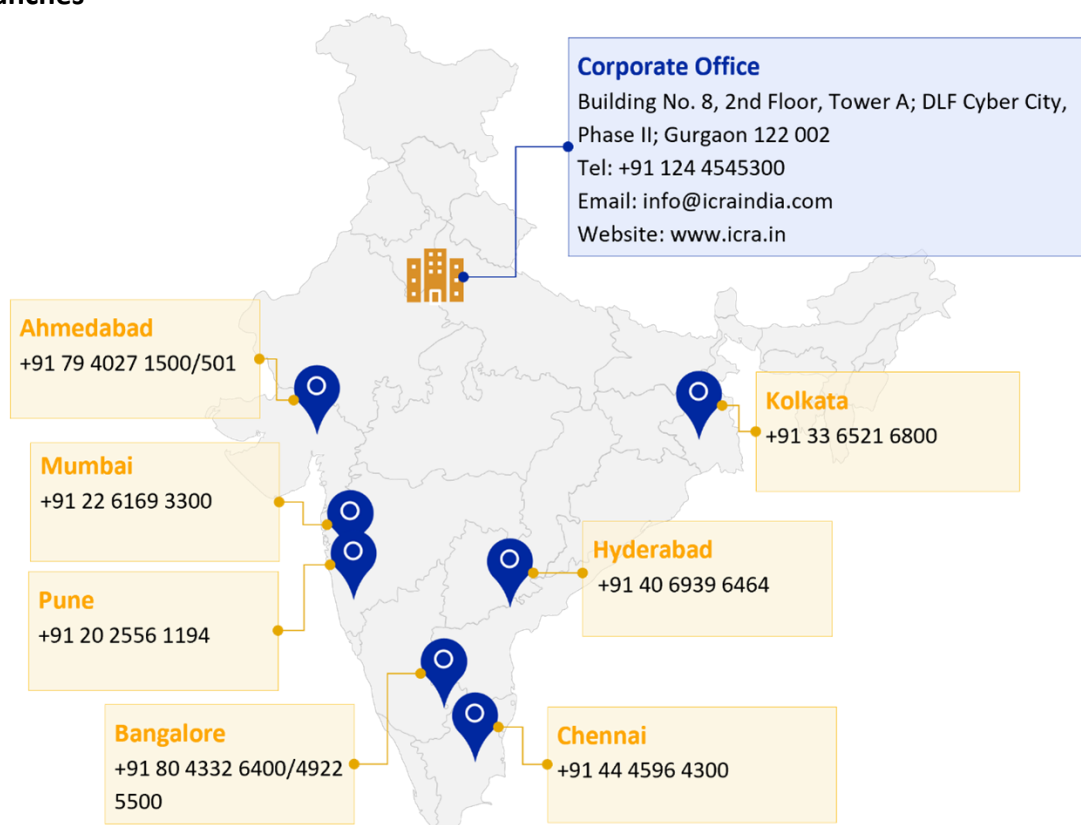 Corporate Office
Building No. 8, 2nd Floor, Tower A; DLF Cyber City,
Phase II; Gurgaon 122 002
Tel: +91 124 4545300
Email: info@icraindia.com
Website: www.icra.in
Ahmedabad
+91 79 4027 1500/501
Kolkata
+91 33 6521 6800
Mumbai
+91 22 6169 3300
Hyderabad
+91 40 6939 6464
Pune
+91 20 2556 1194
Bangalore
+91 80 4332 6400/4922
5500
Chennai
+91 44 4596 4300